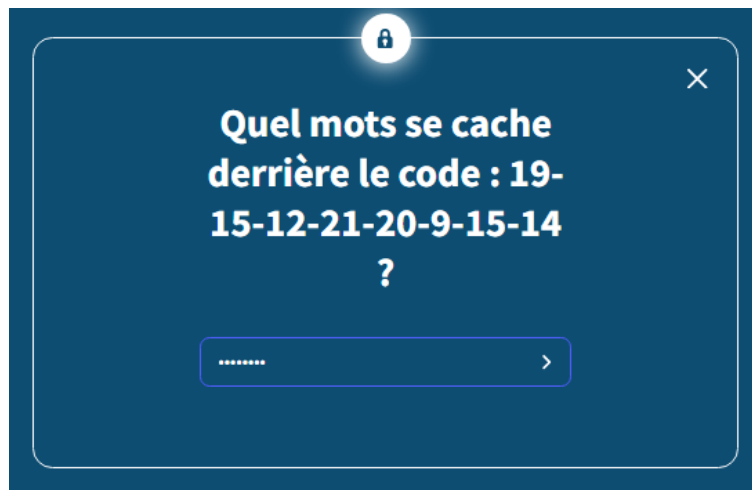 Quel mots se cache
derrière le code : 19-
15-12-21-20-9-15-14
?
••••••••